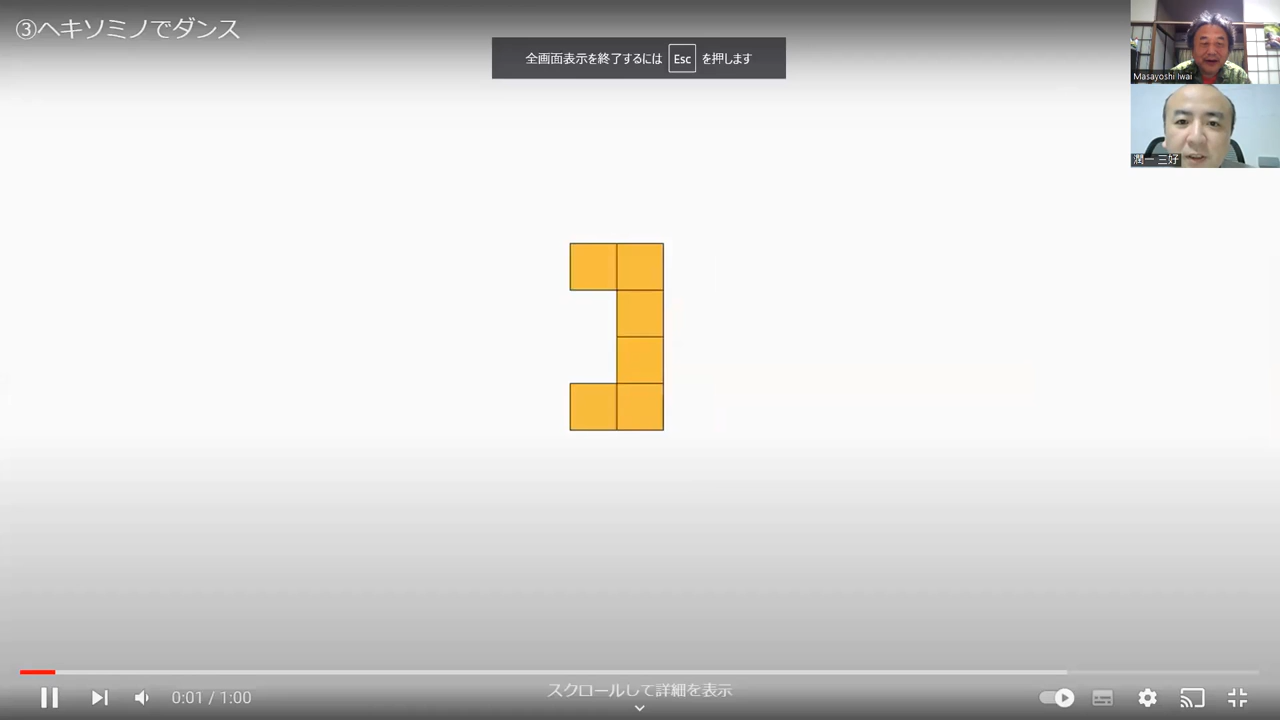 ③ヘキソミノでダンス
全画面表示を終了するには Esc を押します
Masayoshi Iwai
潤一 三好
スクロールして詳細を表示
0:01 / 1:00